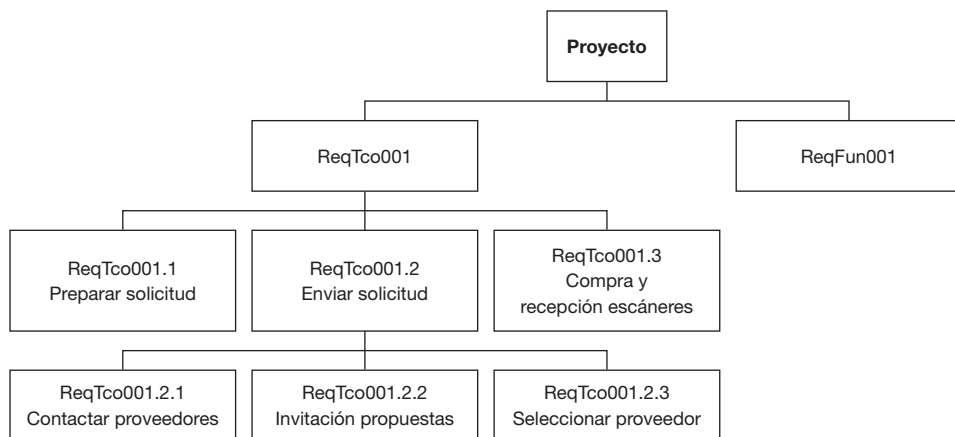 Proyecto
ReqTco001
ReqFun001
ReqTco001.1
Preparar solicitud
ReqTco001.2
Enviar solicitud
ReqTco001.3
Compra y
recepción escáneres
ReqTco001.2.1
Contactar proveedores
ReqTco001.2.2
Invitación propuestas
ReqTco001.2.3
Seleccionar proveedor